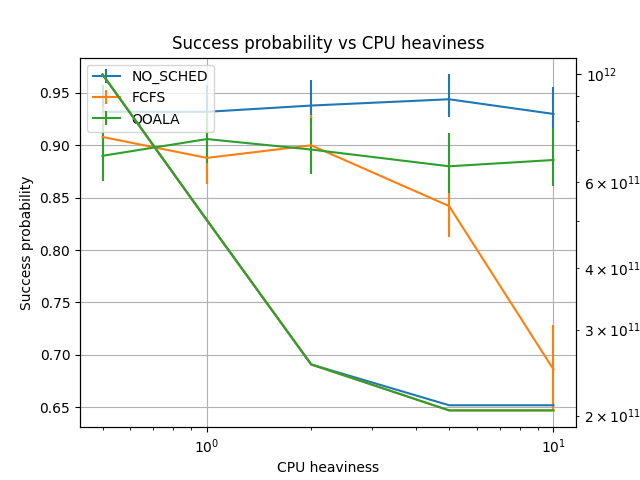 Success probability vs CPU heaviness
NO_SCHED
FCFS
QOALA
0.95
0.90
0.85
0.80
0.75
0.70
0.65
Success probability
10¹²
6 × 10¹¹
4 × 10¹¹
3 × 10¹¹
2 × 10¹¹
10⁰
10¹
CPU heaviness